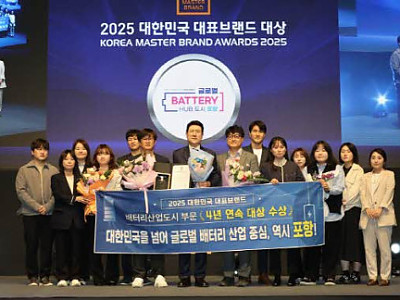 MASTER
BRAND
2025 대한민국 대표브랜드 대상
KOREA MASTER BRAND AWARDS 2025
글로벌
BATTERY
HUB 도시 포항
2025 대한민국 대표브랜드
배터리산업도시 부문 「4년 연속 대상 수상」
대한민국을 넘어 글로벌 배터리 산업 중심, 역시 포항!